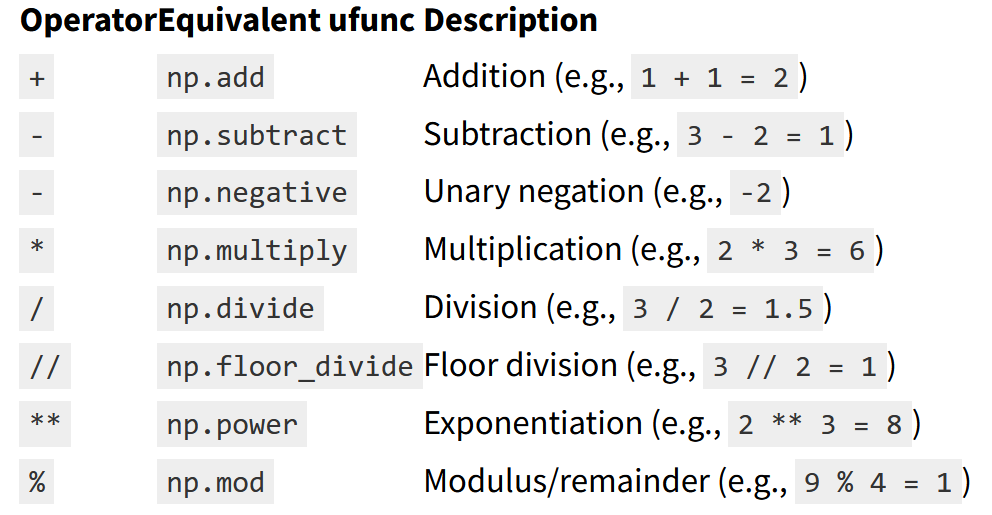 OperatorEquivalent ufunc Description
+ np.add Addition (e.g., 1 + 1 = 2)
- np.subtract Subtraction (e.g., 3 - 2 = 1)
- np.negative Unary negation (e.g., -2)
* np.multiply Multiplication (e.g., 2 * 3 = 6)
/ np.divide Division (e.g., 3 / 2 = 1.5)
// np.floor_divide Floor division (e.g., 3 // 2 = 1)
** np.power Exponentiation (e.g., 2 ** 3 = 8)
% np.mod Modulus/remainder (e.g., 9 % 4 = 1)